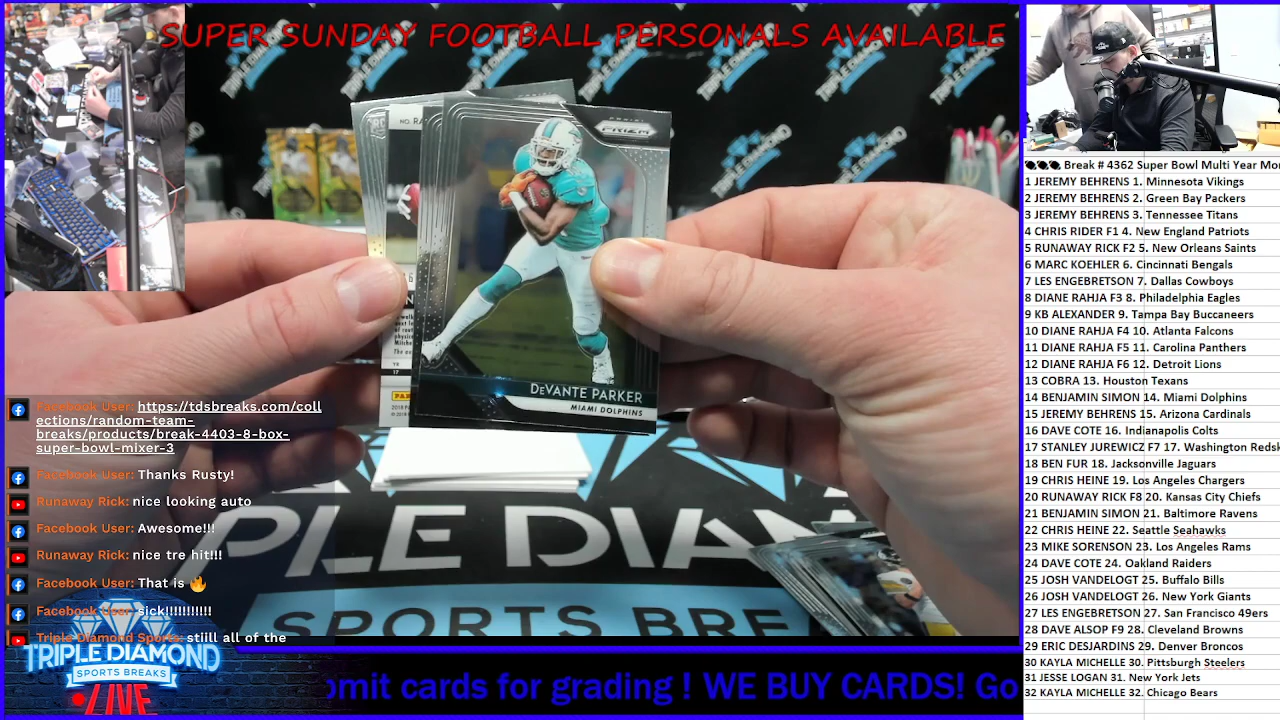 SUPER SUNDAY FOOTBALL PERSONALS AVAILABLE
TRIPLE DIAMOND
PANINI
PRIZM
RC
NO. RA
DEVANTE PARKER
MIAMI DOLPHINS
PLE DIAM
SPORTS BRE
Facebook User: https://tdsbreaks.com/coll
ections/random-team-
breaks/products/break-4403-8-box-
super-bowl-mixer-3
Facebook User: Thanks Rusty!
Runaway Rick: nice looking auto
Facebook User: Awesome!!!
Runaway Rick: nice tre hit!!!
Facebook User: That is 🔥
Facebook User: sick!!!!!!!!!!
Triple Diamond Sports: stiill all of the
TRIPLE DIAMOND
SPORTS BREAKS
LIVE
omit cards for grading ! WE BUY CARDS! Go
Break # 4362 Super Bowl Multi Year Mo
1 JEREMY BEHRENS 1. Minnesota Vikings
2 JEREMY BEHRENS 2. Green Bay Packers
3 JEREMY BEHRENS 3. Tennessee Titans
4 CHRIS RIDER F1 4. New England Patriots
5 RUNAWAY RICK F2 5. New Orleans Saints
6 MARC KOEHLER 6. Cincinnati Bengals
7 LES ENGEBRETSON 7. Dallas Cowboys
8 DIANE RAHJA F3 8. Philadelphia Eagles
9 KB ALEXANDER 9. Tampa Bay Buccaneers
10 DIANE RAHJA F4 10. Atlanta Falcons
11 DIANE RAHJA F5 11. Carolina Panthers
12 DIANE RAHJA F6 12. Detroit Lions
13 COBRA 13. Houston Texans
14 BENJAMIN SIMON 14. Miami Dolphins
15 JEREMY BEHRENS 15. Arizona Cardinals
16 DAVE COTE 16. Indianapolis Colts
17 STANLEY JUREWICZ F7 17. Washington Redsk
18 BEN FUR 18. Jacksonville Jaguars
19 CHRIS HEINE 19. Los Angeles Chargers
20 RUNAWAY RICK F8 20. Kansas City Chiefs
21 BENJAMIN SIMON 21. Baltimore Ravens
22 CHRIS HEINE 22. Seattle Seahawks
23 MIKE SORENSON 23. Los Angeles Rams
24 DAVE COTE 24. Oakland Raiders
25 JOSH VANDELOGT 25. Buffalo Bills
26 JOSH VANDELOGT 26. New York Giants
27 LES ENGEBRETSON 27. San Francisco 49ers
28 DAVE ALSOP F9 28. Cleveland Browns
29 ERIC 29. Denver Broncos
30 KAYLA MICHELLE 30. Pittsburgh Steelers
31 JESSE LOGAN 31. New York Jets
32 KAYLA MICHELLE 32. Chicago Bears